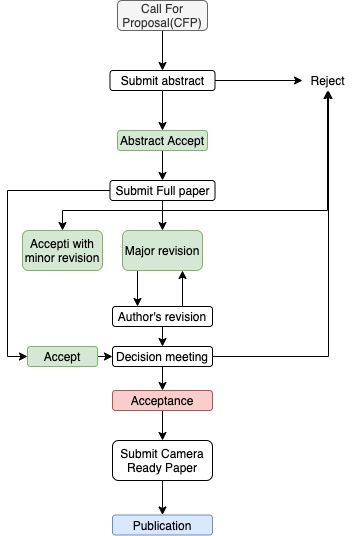 Call For
Proposal(CFP)
Submit abstract
Reject
Abstract Accept
Submit Full paper
Accepti with
minor revision
Major revision
Author's revision
Accept
Decision meeting
Acceptance
Submit Camera
Ready Paper
Publication